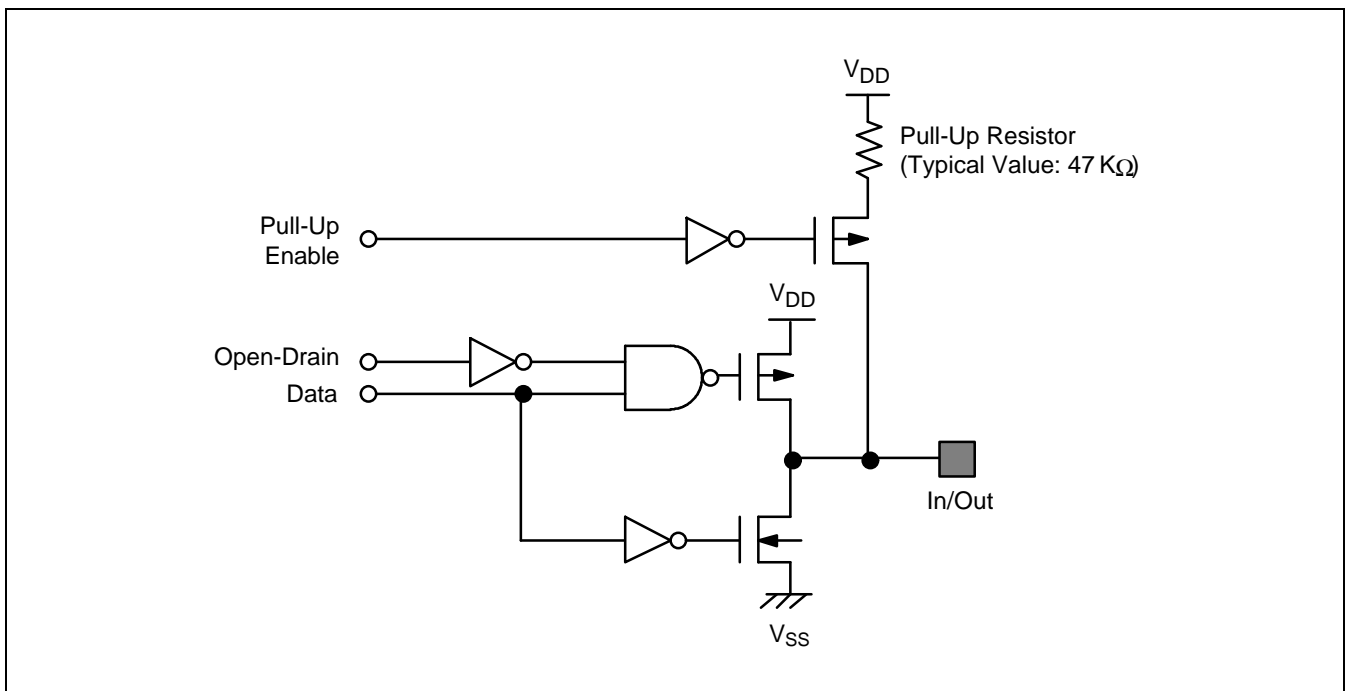 VDD
Pull-Up Resistor
(Typical Value: 47 KΩ)
Pull-Up
Enable
VDD
Open-Drain
Data
In/Out
VSS